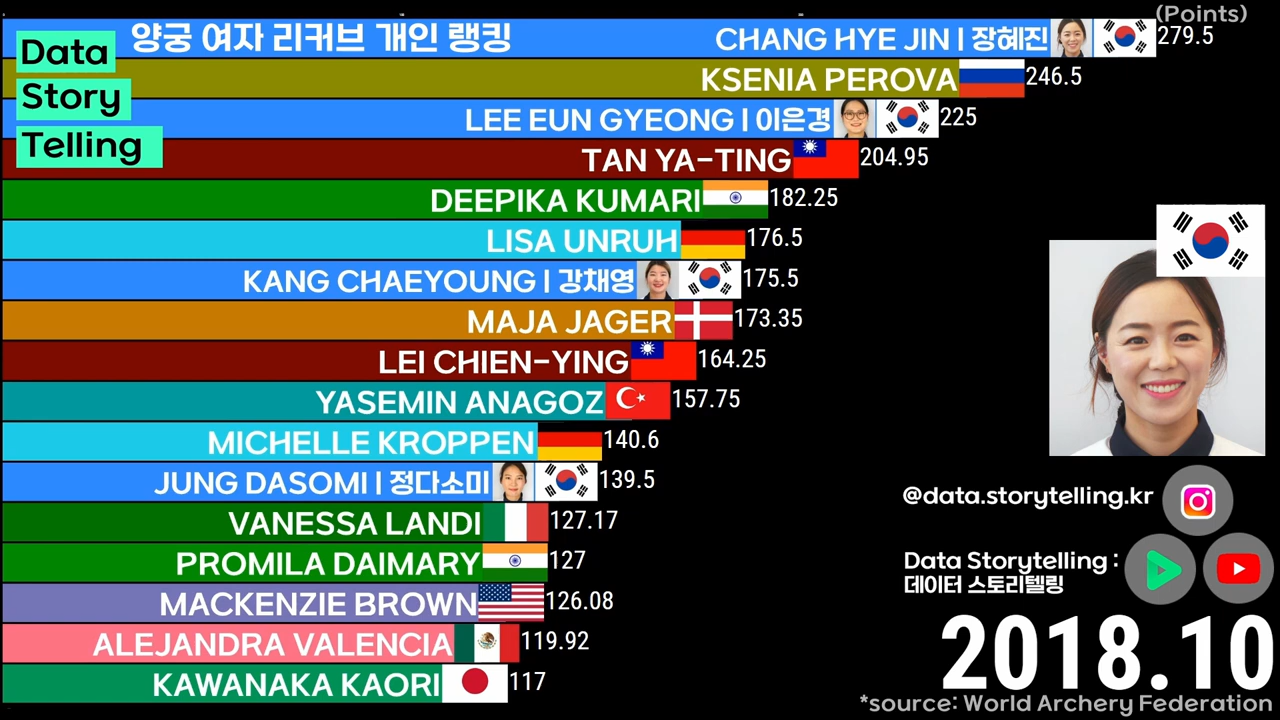 (Points)
양궁 여자 리커브 개인 랭킹
Data
Story
Telling
CHANG HYE JIN | 장혜진 279.5
KSENIA PEROVA 246.5
LEE EUN GYEONG | 이은경 225
TAN YA-TING 204.95
DEEPIKA KUMARI 182.25
LISA UNRUH 176.5
KANG CHAEYOUNG | 강채영 175.5
MAJA JAGER 173.35
LEI CHIEN-YING 164.25
YASEMIN ANAGOZ 157.75
MICHELLE KROPPEN 140.6
JUNG DASOMI | 정다소미 139.5
VANESSA LANDI 127.17
PROMILA DAIMARY 127
MACKENZIE BROWN 126.08
ALEJANDRA VALENCIA 119.92
KAWANAKA KAORI 117
@data.storytelling.kr
Data Storytelling :
데이터 스토리텔링
2018.10
*source: World Archery Federation